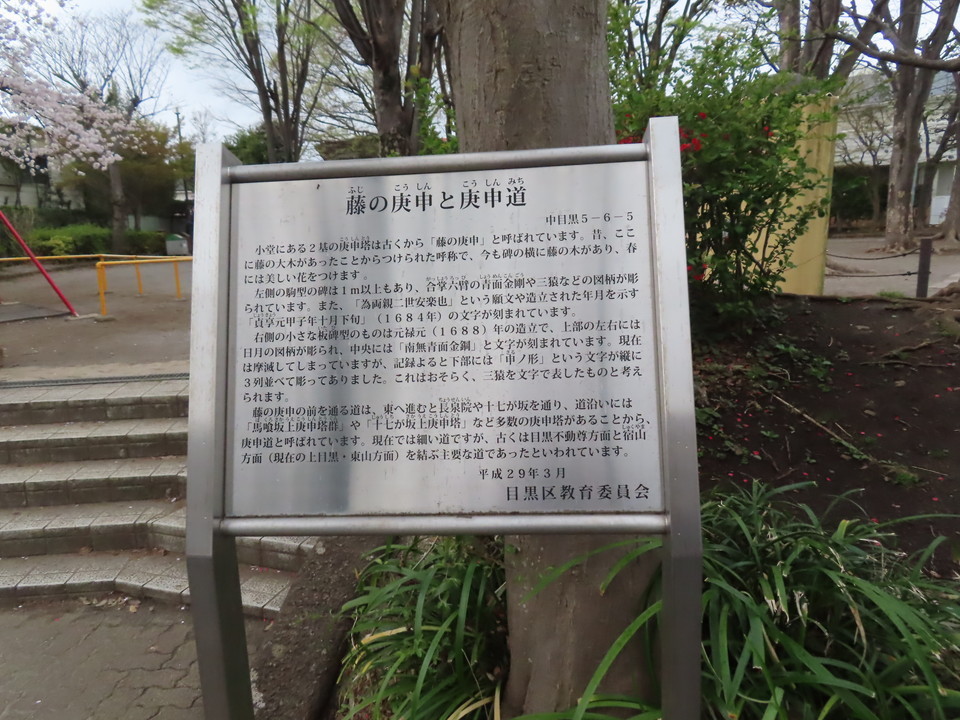 藤の庚申と庚申道
中目黒5-6-5
小堂にある2基の庚申塔は古くから「藤の庚申」と呼ばれています。昔、ここ
に藤の大木があったことからつけられた呼称で、今も碑の横に藤の木があり、春
には美しい花をつけます。
左側の駒型の碑は1m以上もあり、合掌六臂の青面金剛や三猿などの図柄が彫
られています。また、「為両親二世安楽也」という願文や造立された年月を示す
「貞享元甲子年十月下旬」(1684年)の文字が刻まれています。
右側の小さな板碑型のものは元禄元(1688)年の造立で、上部の左右には
日月の図柄が彫られ、中央には「南無青面金剛」と文字が刻まれています。現在
は摩滅してしまっていますが、記録よると下部には「申ノ形」という文字が縦に
3列並べて彫ってありました。これはおそらく、三猿を文字で表したものと考え
られます。
藤の庚申の前を通る道は、東へ進むと長泉院や十七が坂を通り、道沿いには
「馬喰坂上庚申塔群」や「十七が坂上庚申塔」など多数の庚申塔があることから、
庚申道と呼ばれています。現在では細い道ですが、古くは目黒不動尊方面と宿山
方面(現在の上目黒・東山方面)を結ぶ主要な道であったといわれています。
平成29年3月
目黒区教育委員会